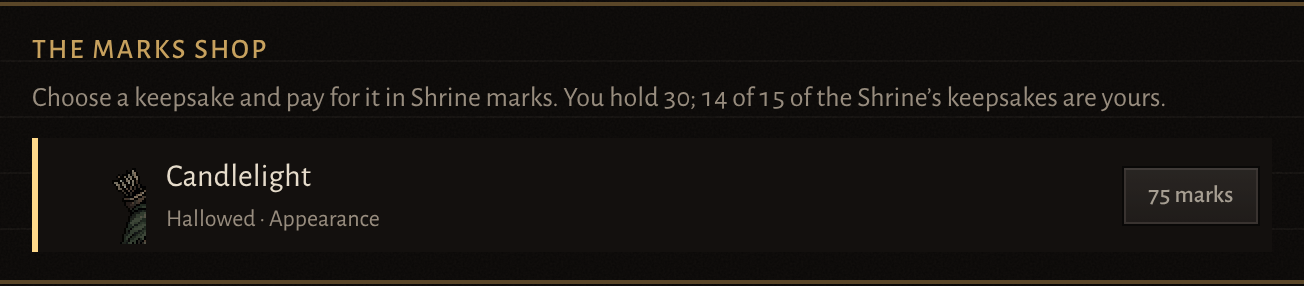 THE MARKS SHOP
Choose a keepsake and pay for it in Shrine marks. You hold 30; 14 of 15 of the Shrine’s keepsakes are yours.
Candlelight
75 marks
Hallowed · Appearance